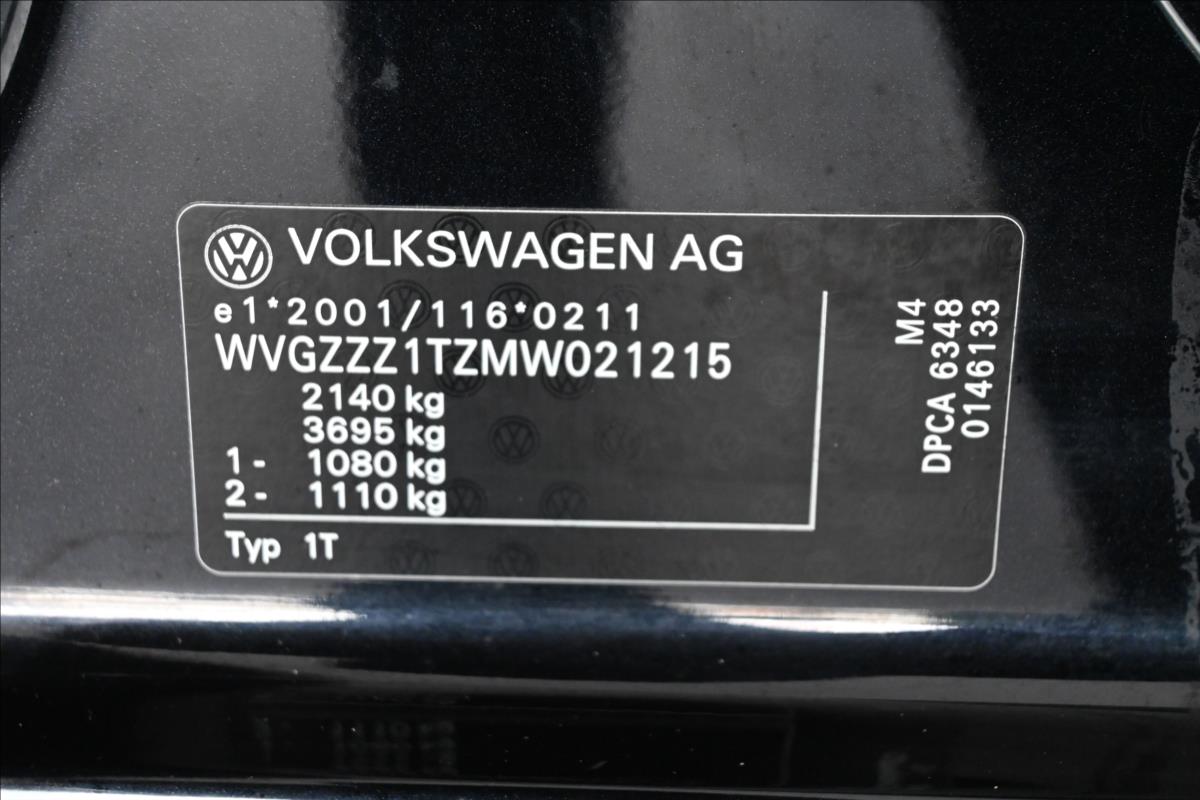 VOLKSWAGEN AG
e1*2001/116*0211
WVGZZZ1TZMW021215
2140 kg
3695 kg
1- 1080 kg
2- 1110 kg
Typ 1T
M4
DPCA 6348
0146133